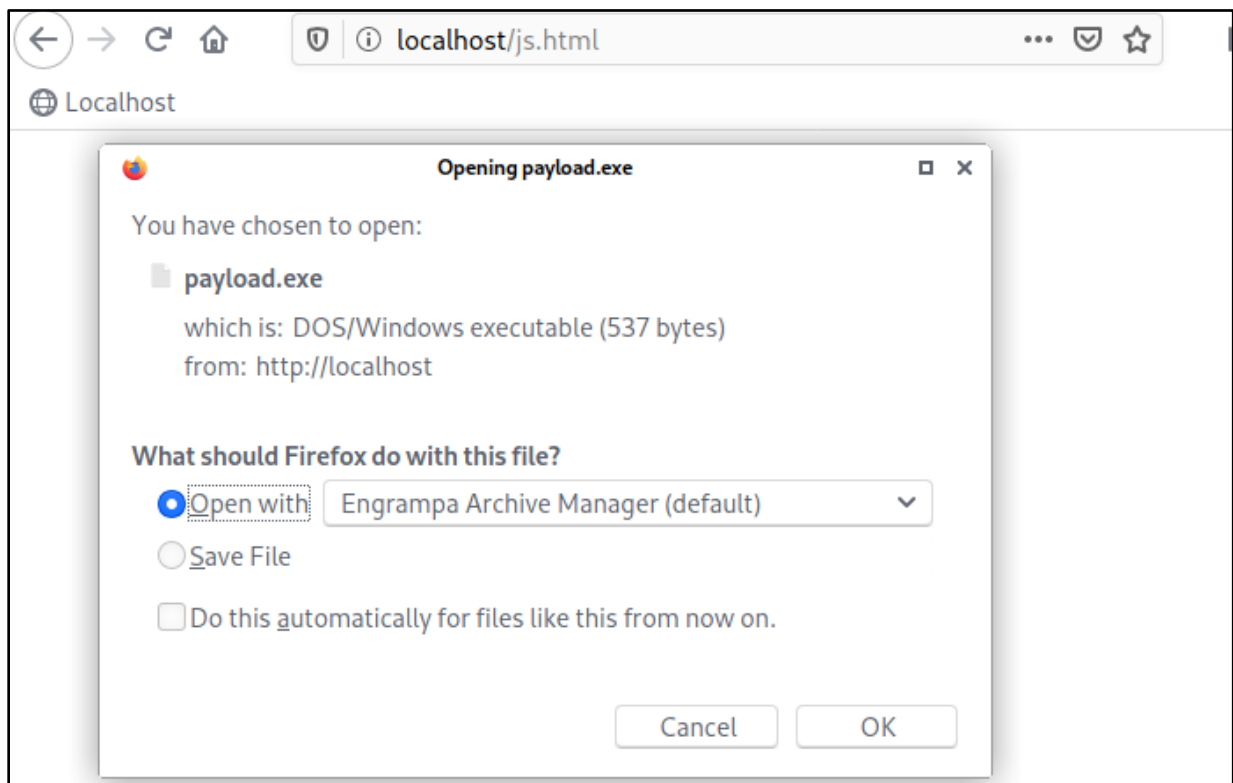 localhost/js.html
Localhost
Opening payload.exe
You have chosen to open:
payload.exe
which is: DOS/Windows executable (537 bytes)
from: http://localhost
What should Firefox do with this file?
Open with Engrampa Archive Manager (default)
Save File
Do this automatically for files like this from now on.
Cancel OK